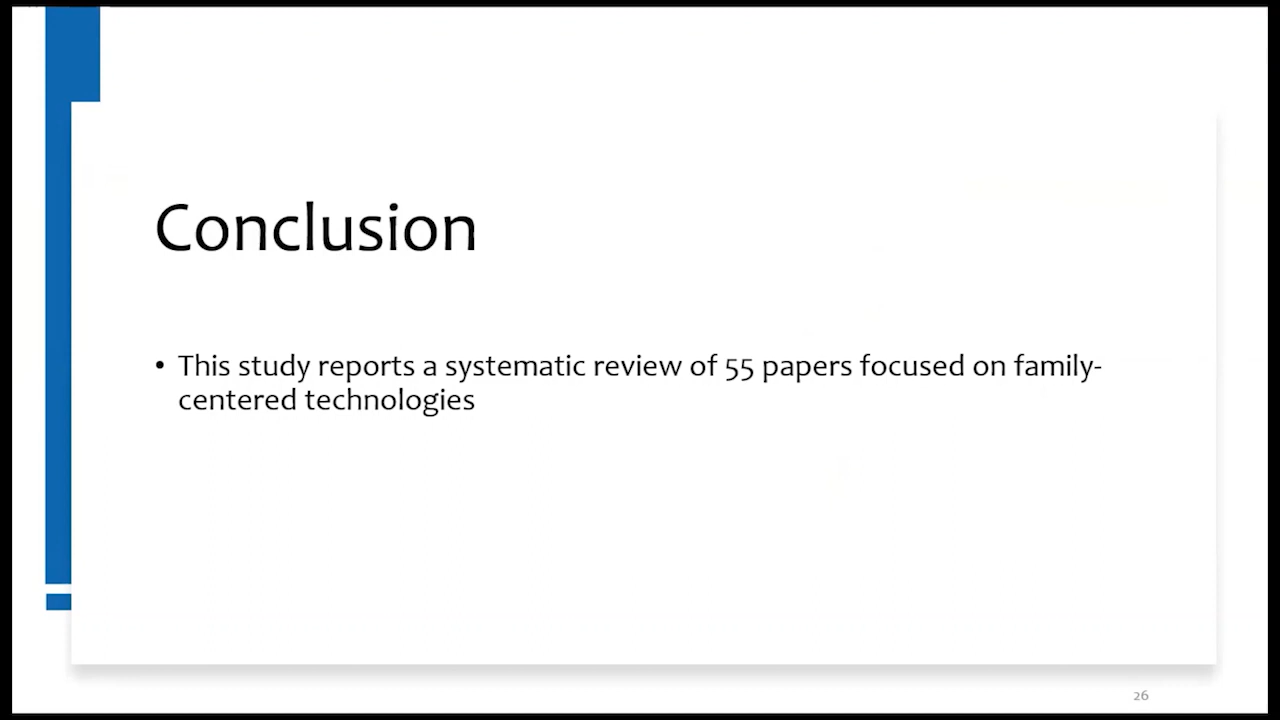 Conclusion
• This study reports a systematic review of 55 papers focused on family-
centered technologies
26